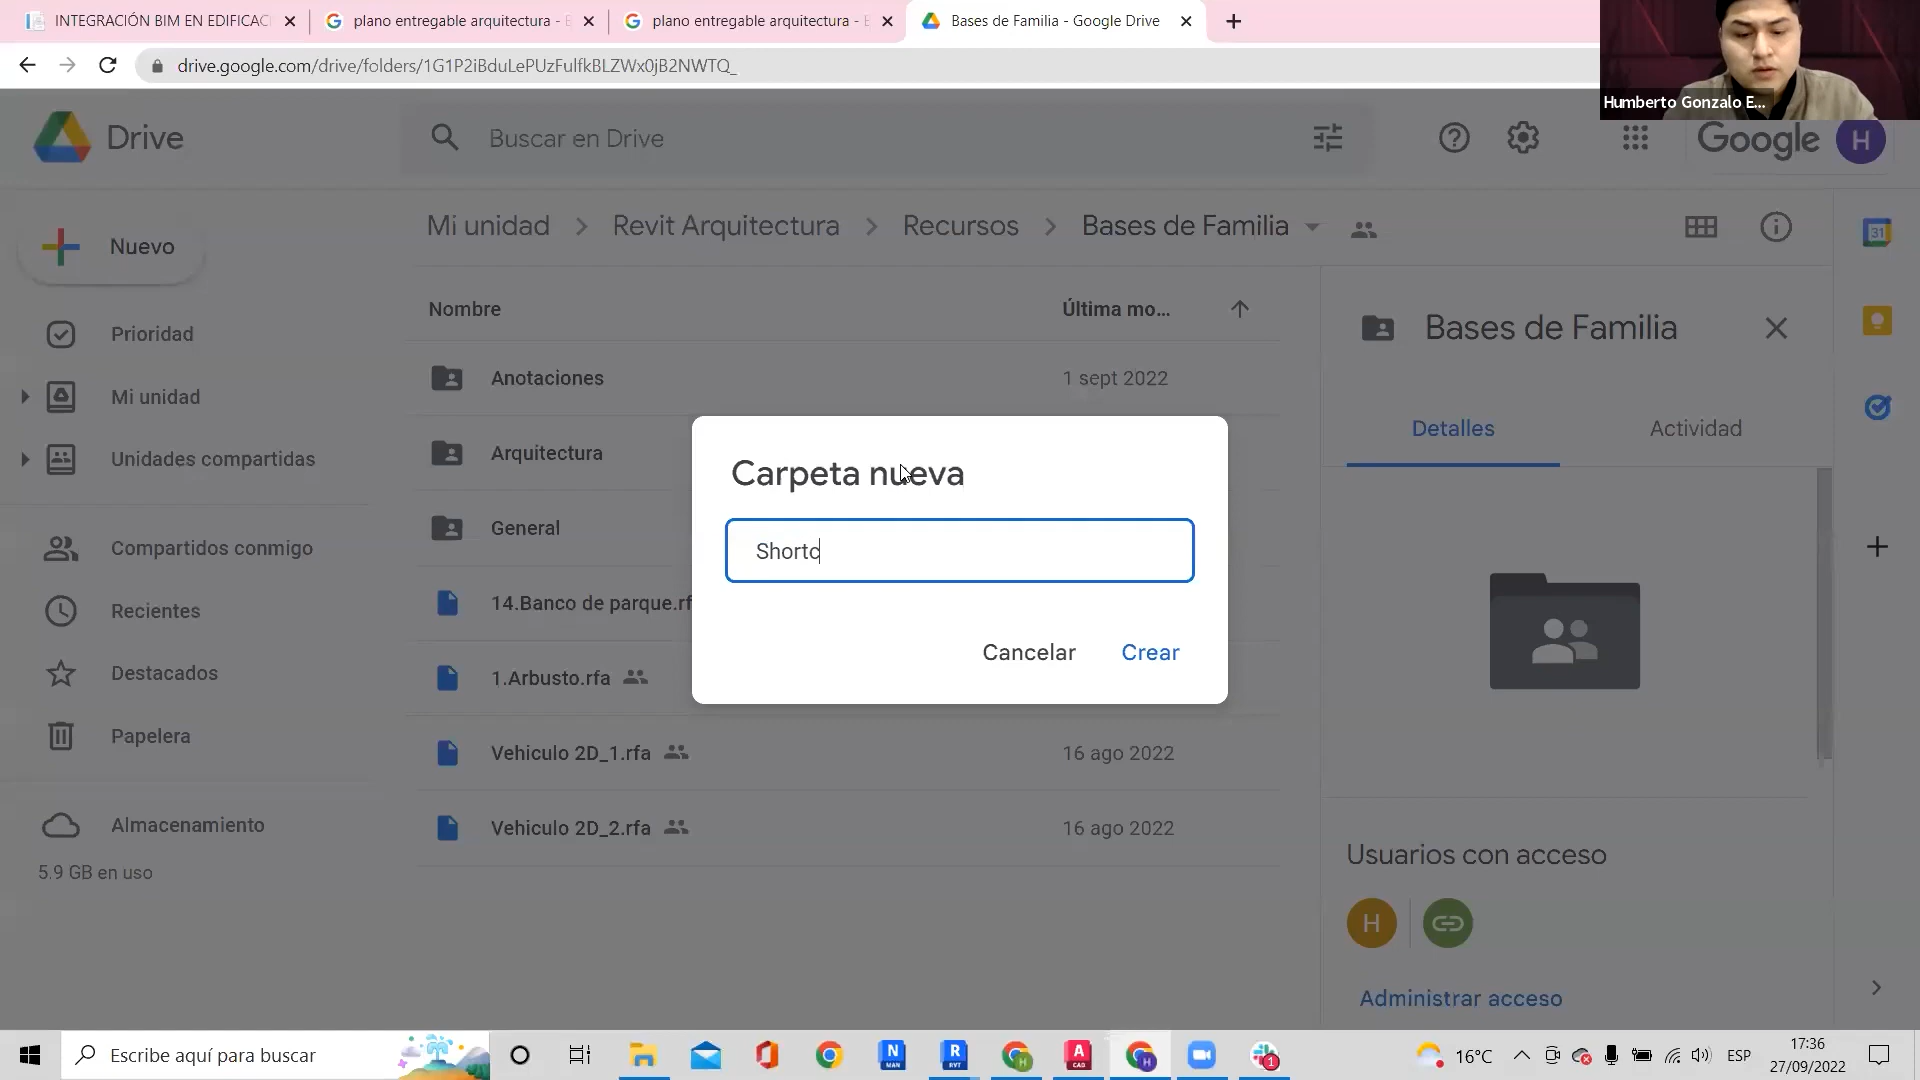 INTEGRACIÓN BIM EN EDIFICAC
plano entregable arquitectura - E
plano entregable arquitectura - E
Bases de Familia - Google Drive
drive.google.com/drive/folders/1G1P2iBduLePUzFulfkBLZWx0jB2NWTQ_
Humberto Gonzalo E...
Drive
Buscar en Drive
Google
H
Nuevo
Mi unidad
Revit Arquitectura
Recursos
Bases de Familia
31
Nombre
Última mo...
Prioridad
Mi unidad
Unidades compartidas
Compartidos conmigo
Recientes
Destacados
Papelera
Almacenamiento
5.9 GB en uso
Anotaciones
1 sept 2022
Arquitectura
General
14.Banco de parque.rf
1.Arbusto.rfa
Vehiculo 2D_1.rfa
16 ago 2022
Vehiculo 2D_2.rfa
16 ago 2022
Carpeta nueva
Shortc
Cancelar
Crear
Bases de Familia
Detalles
Actividad
Usuarios con acceso
H
Administrar acceso
Escribe aquí para buscar
N
MAN
R
RVT
H
A
CAD
H
1
16°C
ESP
17:36
27/09/2022